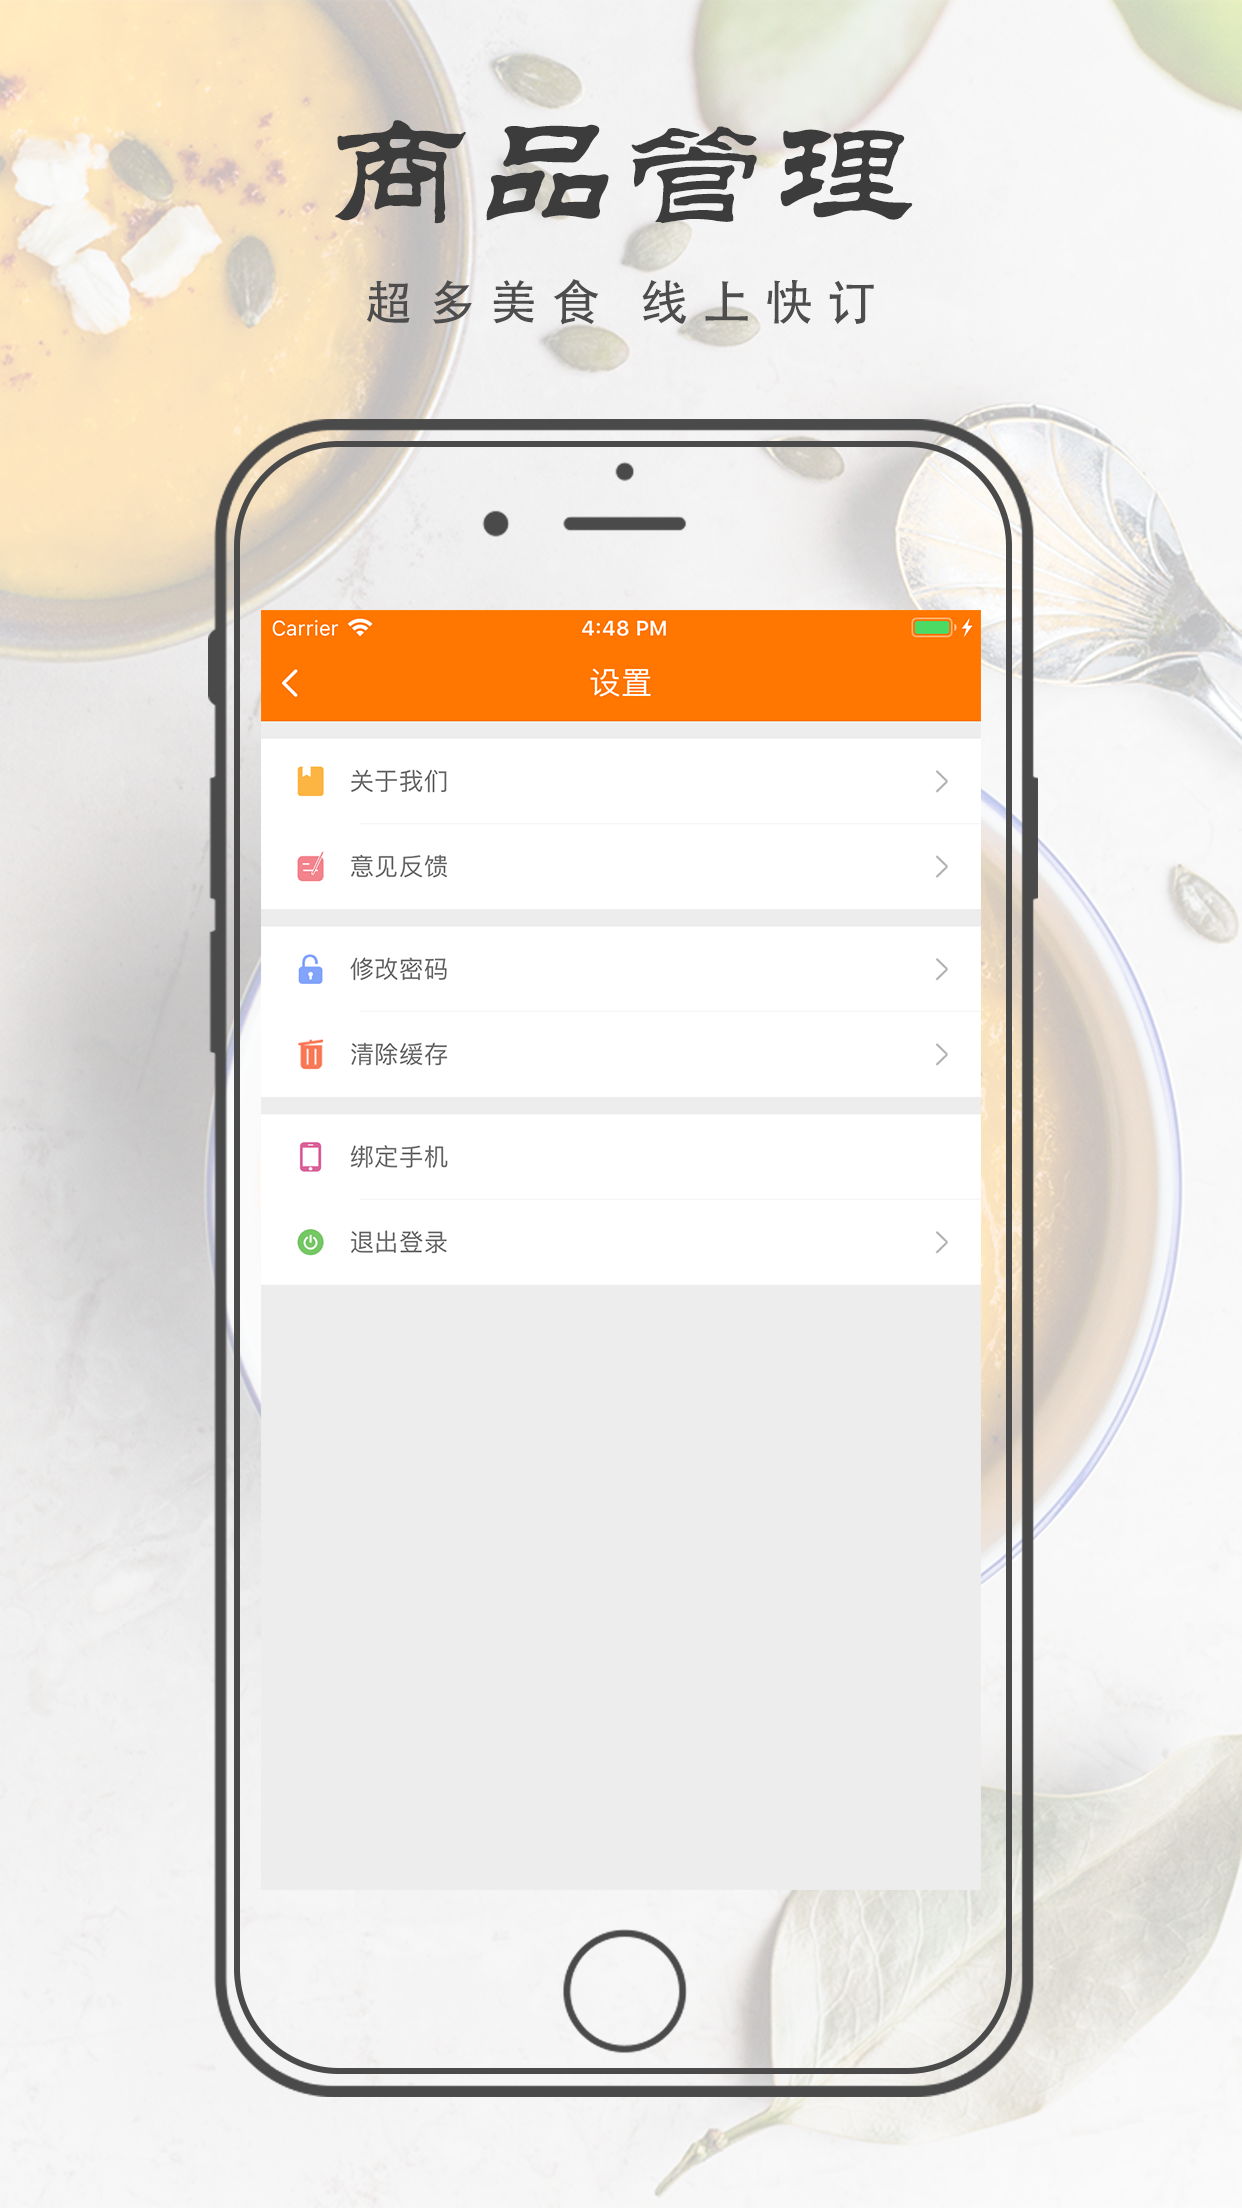 商品管理
超多美食 线上快订
Carrier 4:48 PM
设置
关于我们
意见反馈
修改密码
清除缓存
绑定手机
退出登录